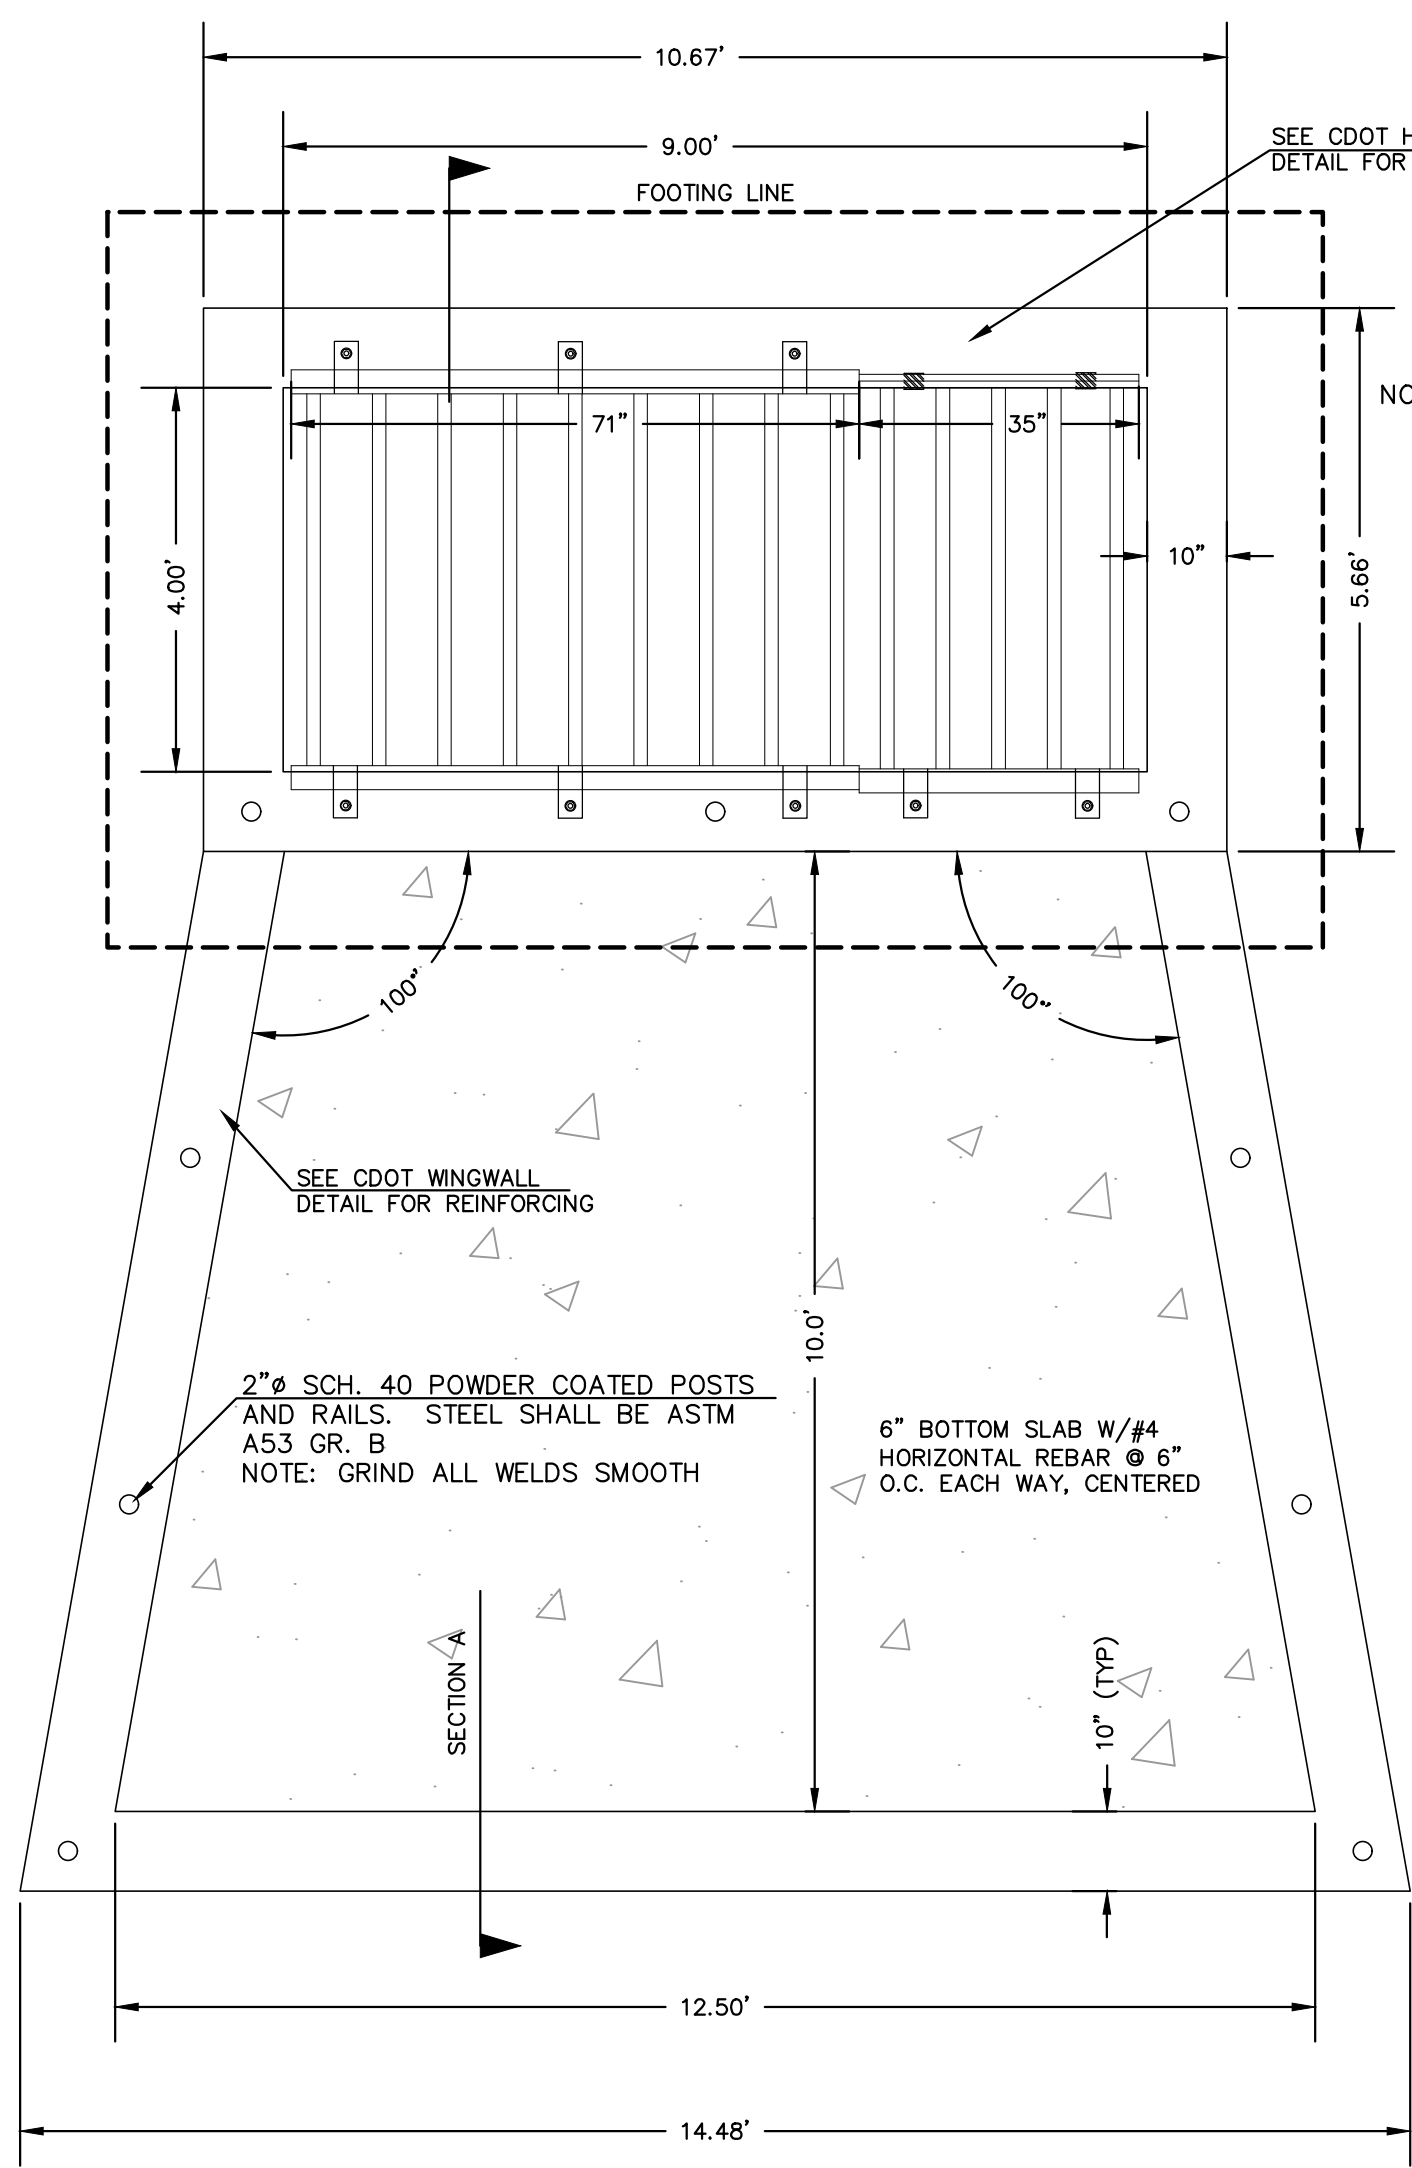 10.67'
9.00'
SEE CDOT
DETAIL FOR
FOOTING LINE
71"
35"
NO
4.00'
10"
5.66'
100°
100°
SEE CDOT WINGWALL
DETAIL FOR REINFORCING
10.0'
2"ø SCH. 40 POWDER COATED POSTS
AND RAILS. STEEL SHALL BE ASTM
A53 GR. B
NOTE: GRIND ALL WELDS SMOOTH
6" BOTTOM SLAB W/#4
HORIZONTAL REBAR @ 6"
O.C. EACH WAY, CENTERED
SECTION A
10" (TYP)
12.50'
14.48'